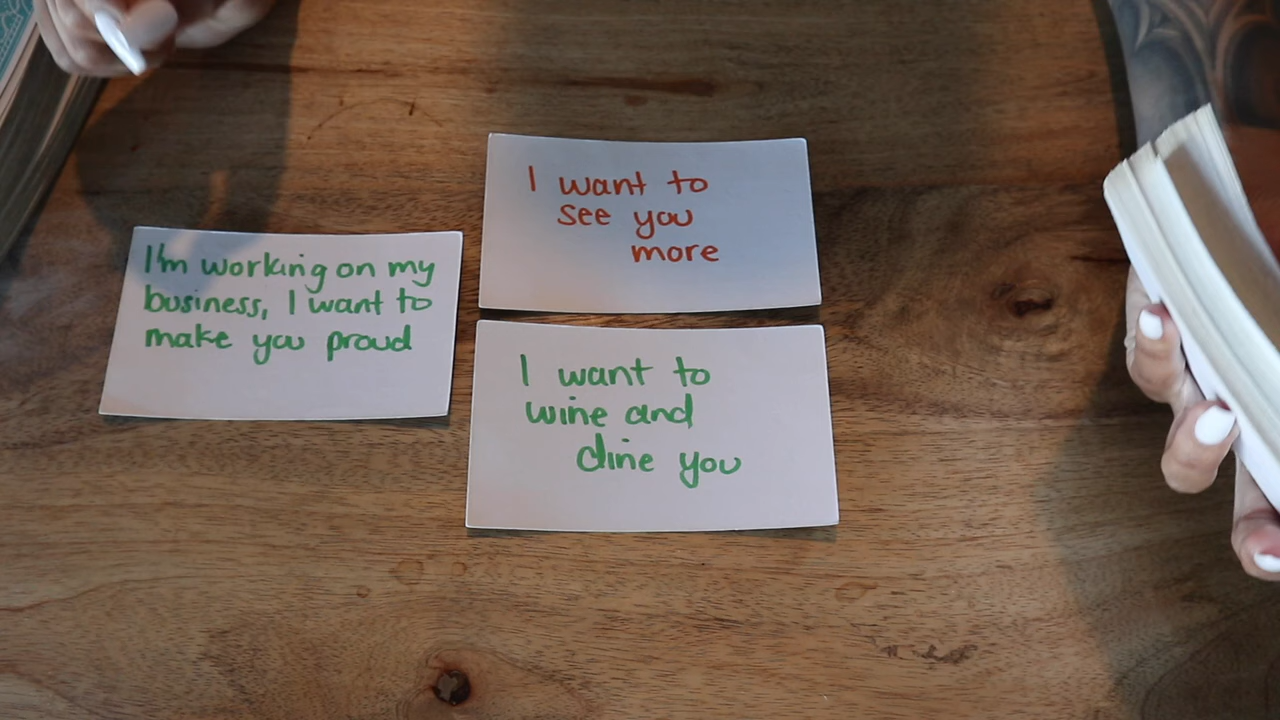 I'm working on my
business, I want to
make you proud
I want to
see you
more
I want to
wine and
dine you